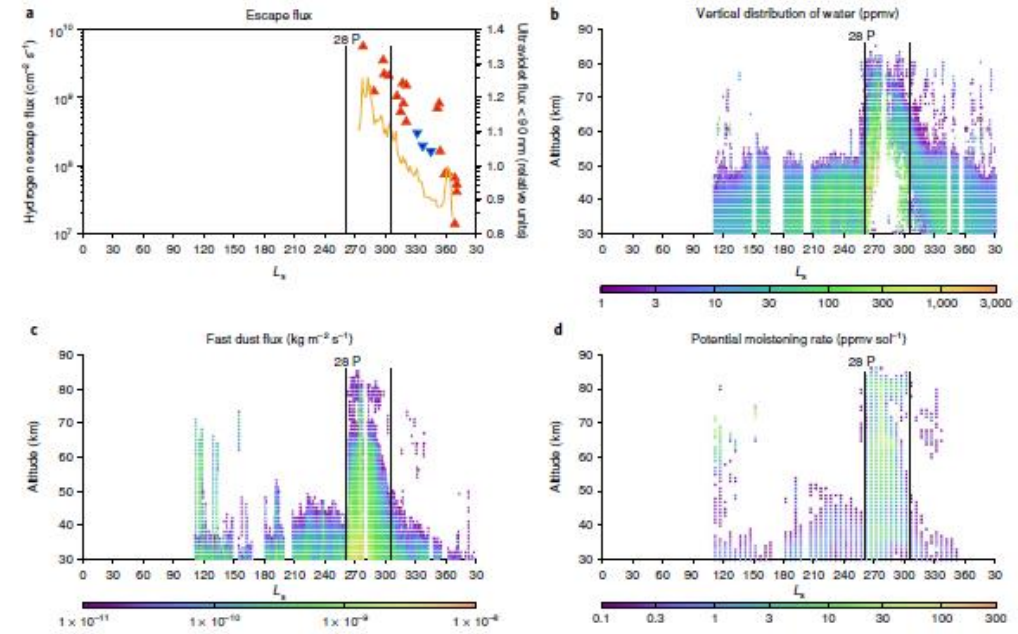 a
Escape flux
10¹⁰
10⁹
10⁸
10⁷
Hydrogen escape flux (cm⁻² s⁻¹)
28 P
1.4
1.3
1.2
1.1
1.0
0.9
0.8
Ultraviolet flux < 90 nm (relative units)
0 30 60 90 120 150 180 210 240 270 300 330 360 30
Lₛ
b
Vertical distribution of water (ppmv)
28 P
90
80
70
60
50
40
30
Altitude (km)
0 30 60 90 120 150 180 210 240 270 300 330 360 30
Lₛ
1 3 10 30 100 300 1,000 3,000
c
Fast dust flux (kg m⁻² s⁻¹)
28 P
90
80
70
60
50
40
30
Altitude (km)
0 30 60 90 120 150 180 210 240 270 300 330 360 30
Lₛ
1 × 10⁻¹¹ 1 × 10⁻¹⁰ 1 × 10⁻⁹ 1 × 10⁻⁸
d
Potential moistening rate (ppmv sol⁻¹)
28 P
90
80
70
60
50
40
30
Altitude (km)
0 30 60 90 120 150 180 210 240 270 300 330 360 30
Lₛ
0.1 0.3 1 3 10 30 100 300